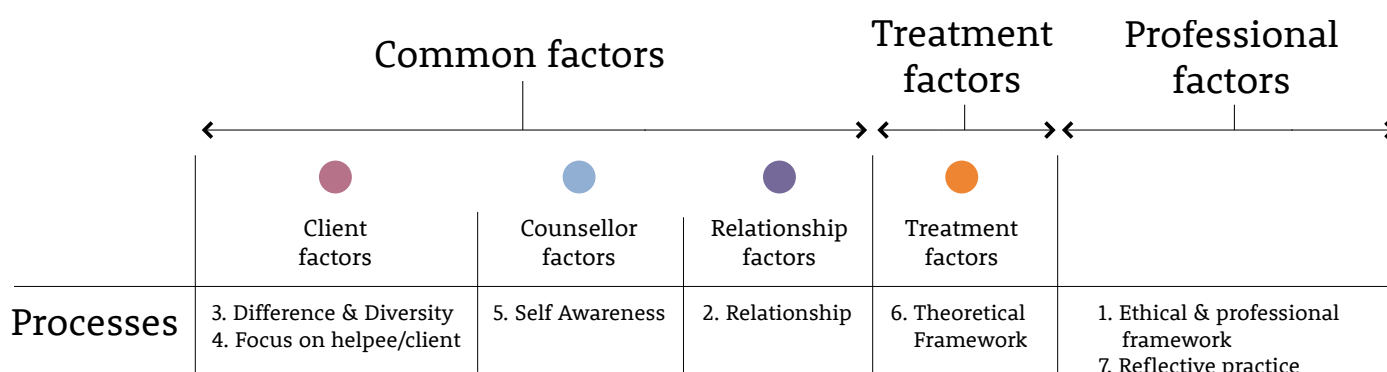 Common factors
Treatment
factors
Professional
factors
Client
factors
Counsellor
factors
Relationship
factors
Treatment
factors
Processes
3. Difference & Diversity
4. Focus on helpee/client
5. Self Awareness
2. Relationship
6. Theoretical
Framework
1. Ethical & professional
framework
7. Reflective practice